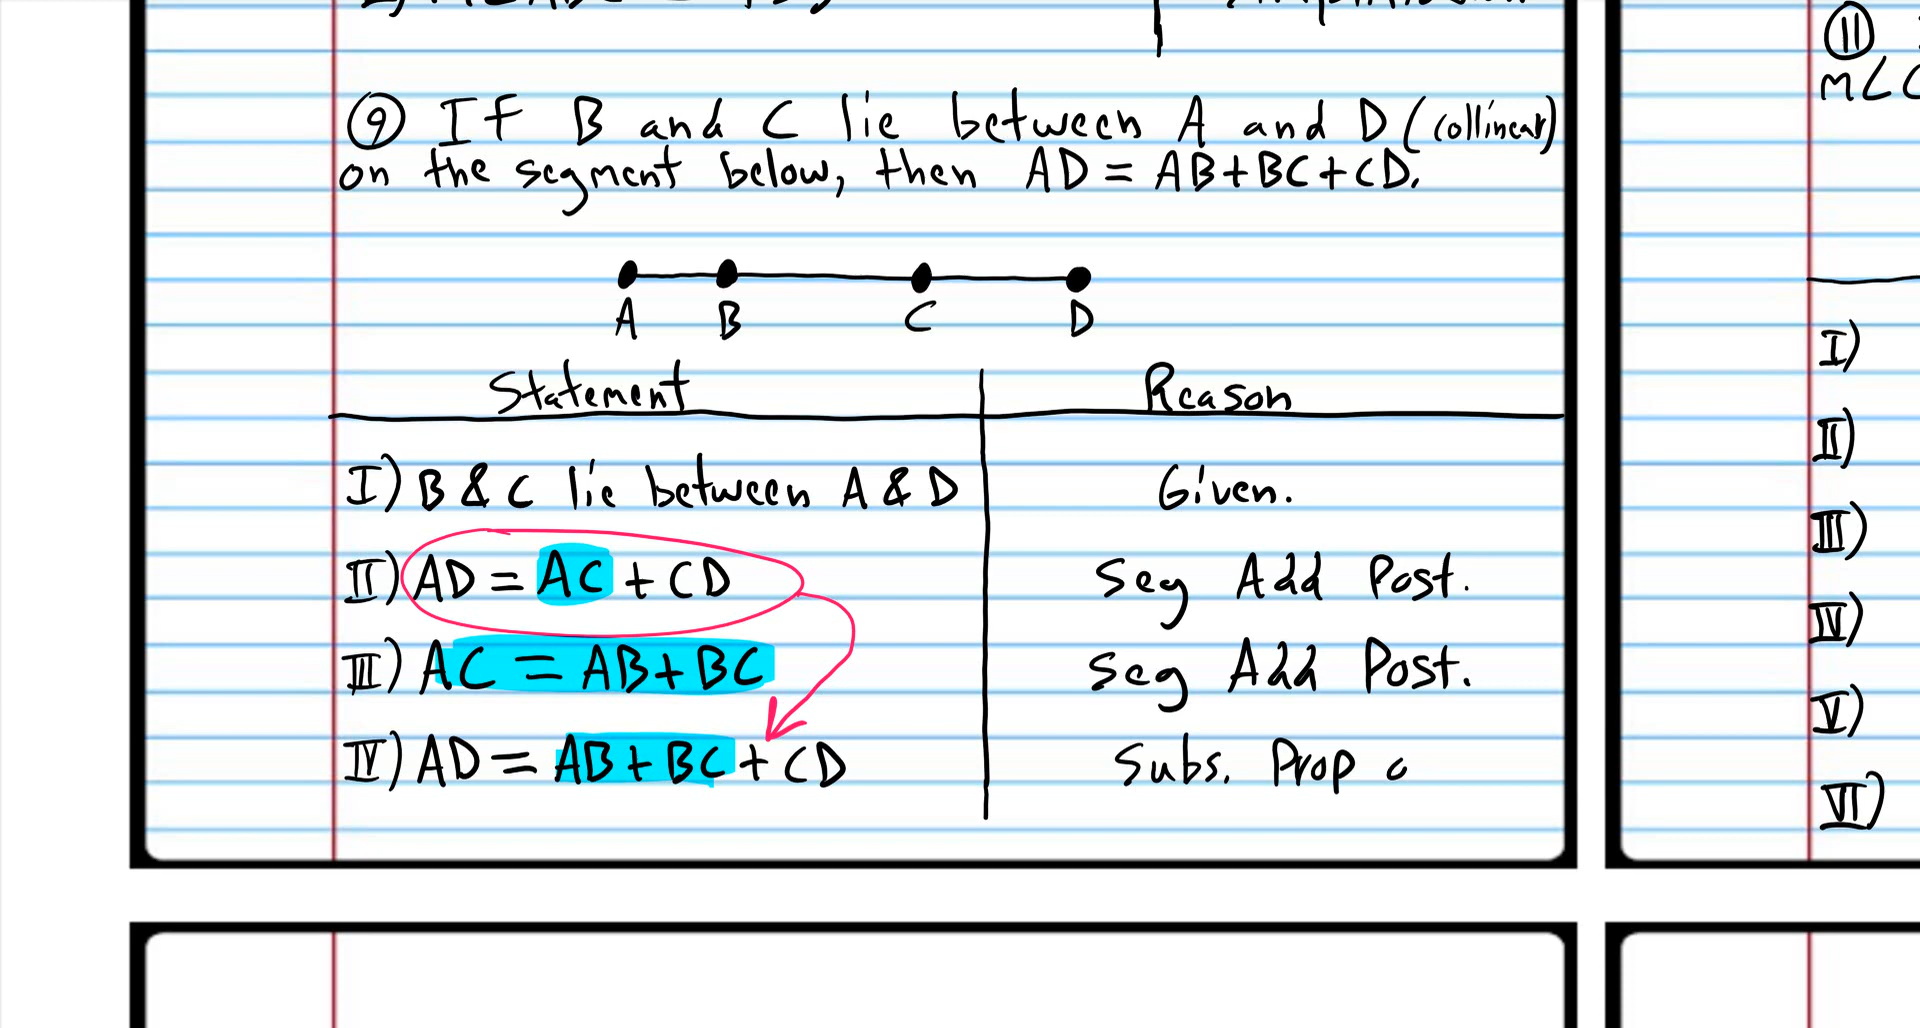 ⑨ If B and C lie between A and D (collinear)
on the segment below, then AD = AB + BC + CD.
A B C D
Statement Reason
I) B & C lie between A & D Given.
II) AD = AC + CD Seg Add Post.
III) AC = AB + BC Seg Add Post.
IV) AD = AB + BC + CD Subs. Prop o
⑪
m∠C
I)
II)
III)
IV)
V)
VI)